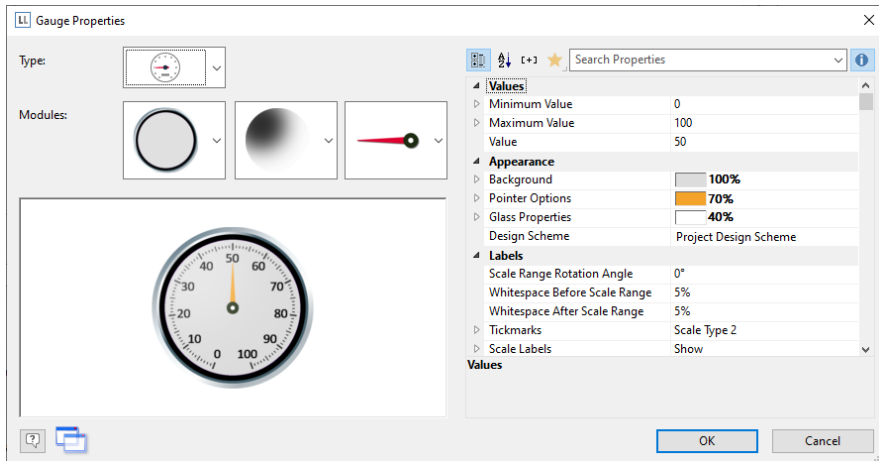 LL Gauge Properties
Type:
Modules:
0 10 20 30 40 50 60 70 80 90 100
[+] Search Properties
Values
Minimum Value 0
Maximum Value 100
Value 50
Appearance
Background 100%
Pointer Options 70%
Glass Properties 40%
Design Scheme Project Design Scheme
Labels
Scale Range Rotation Angle 0°
Whitespace Before Scale Range 5%
Whitespace After Scale Range 5%
Tickmarks Scale Type 2
Scale Labels Show
Values
OK Cancel